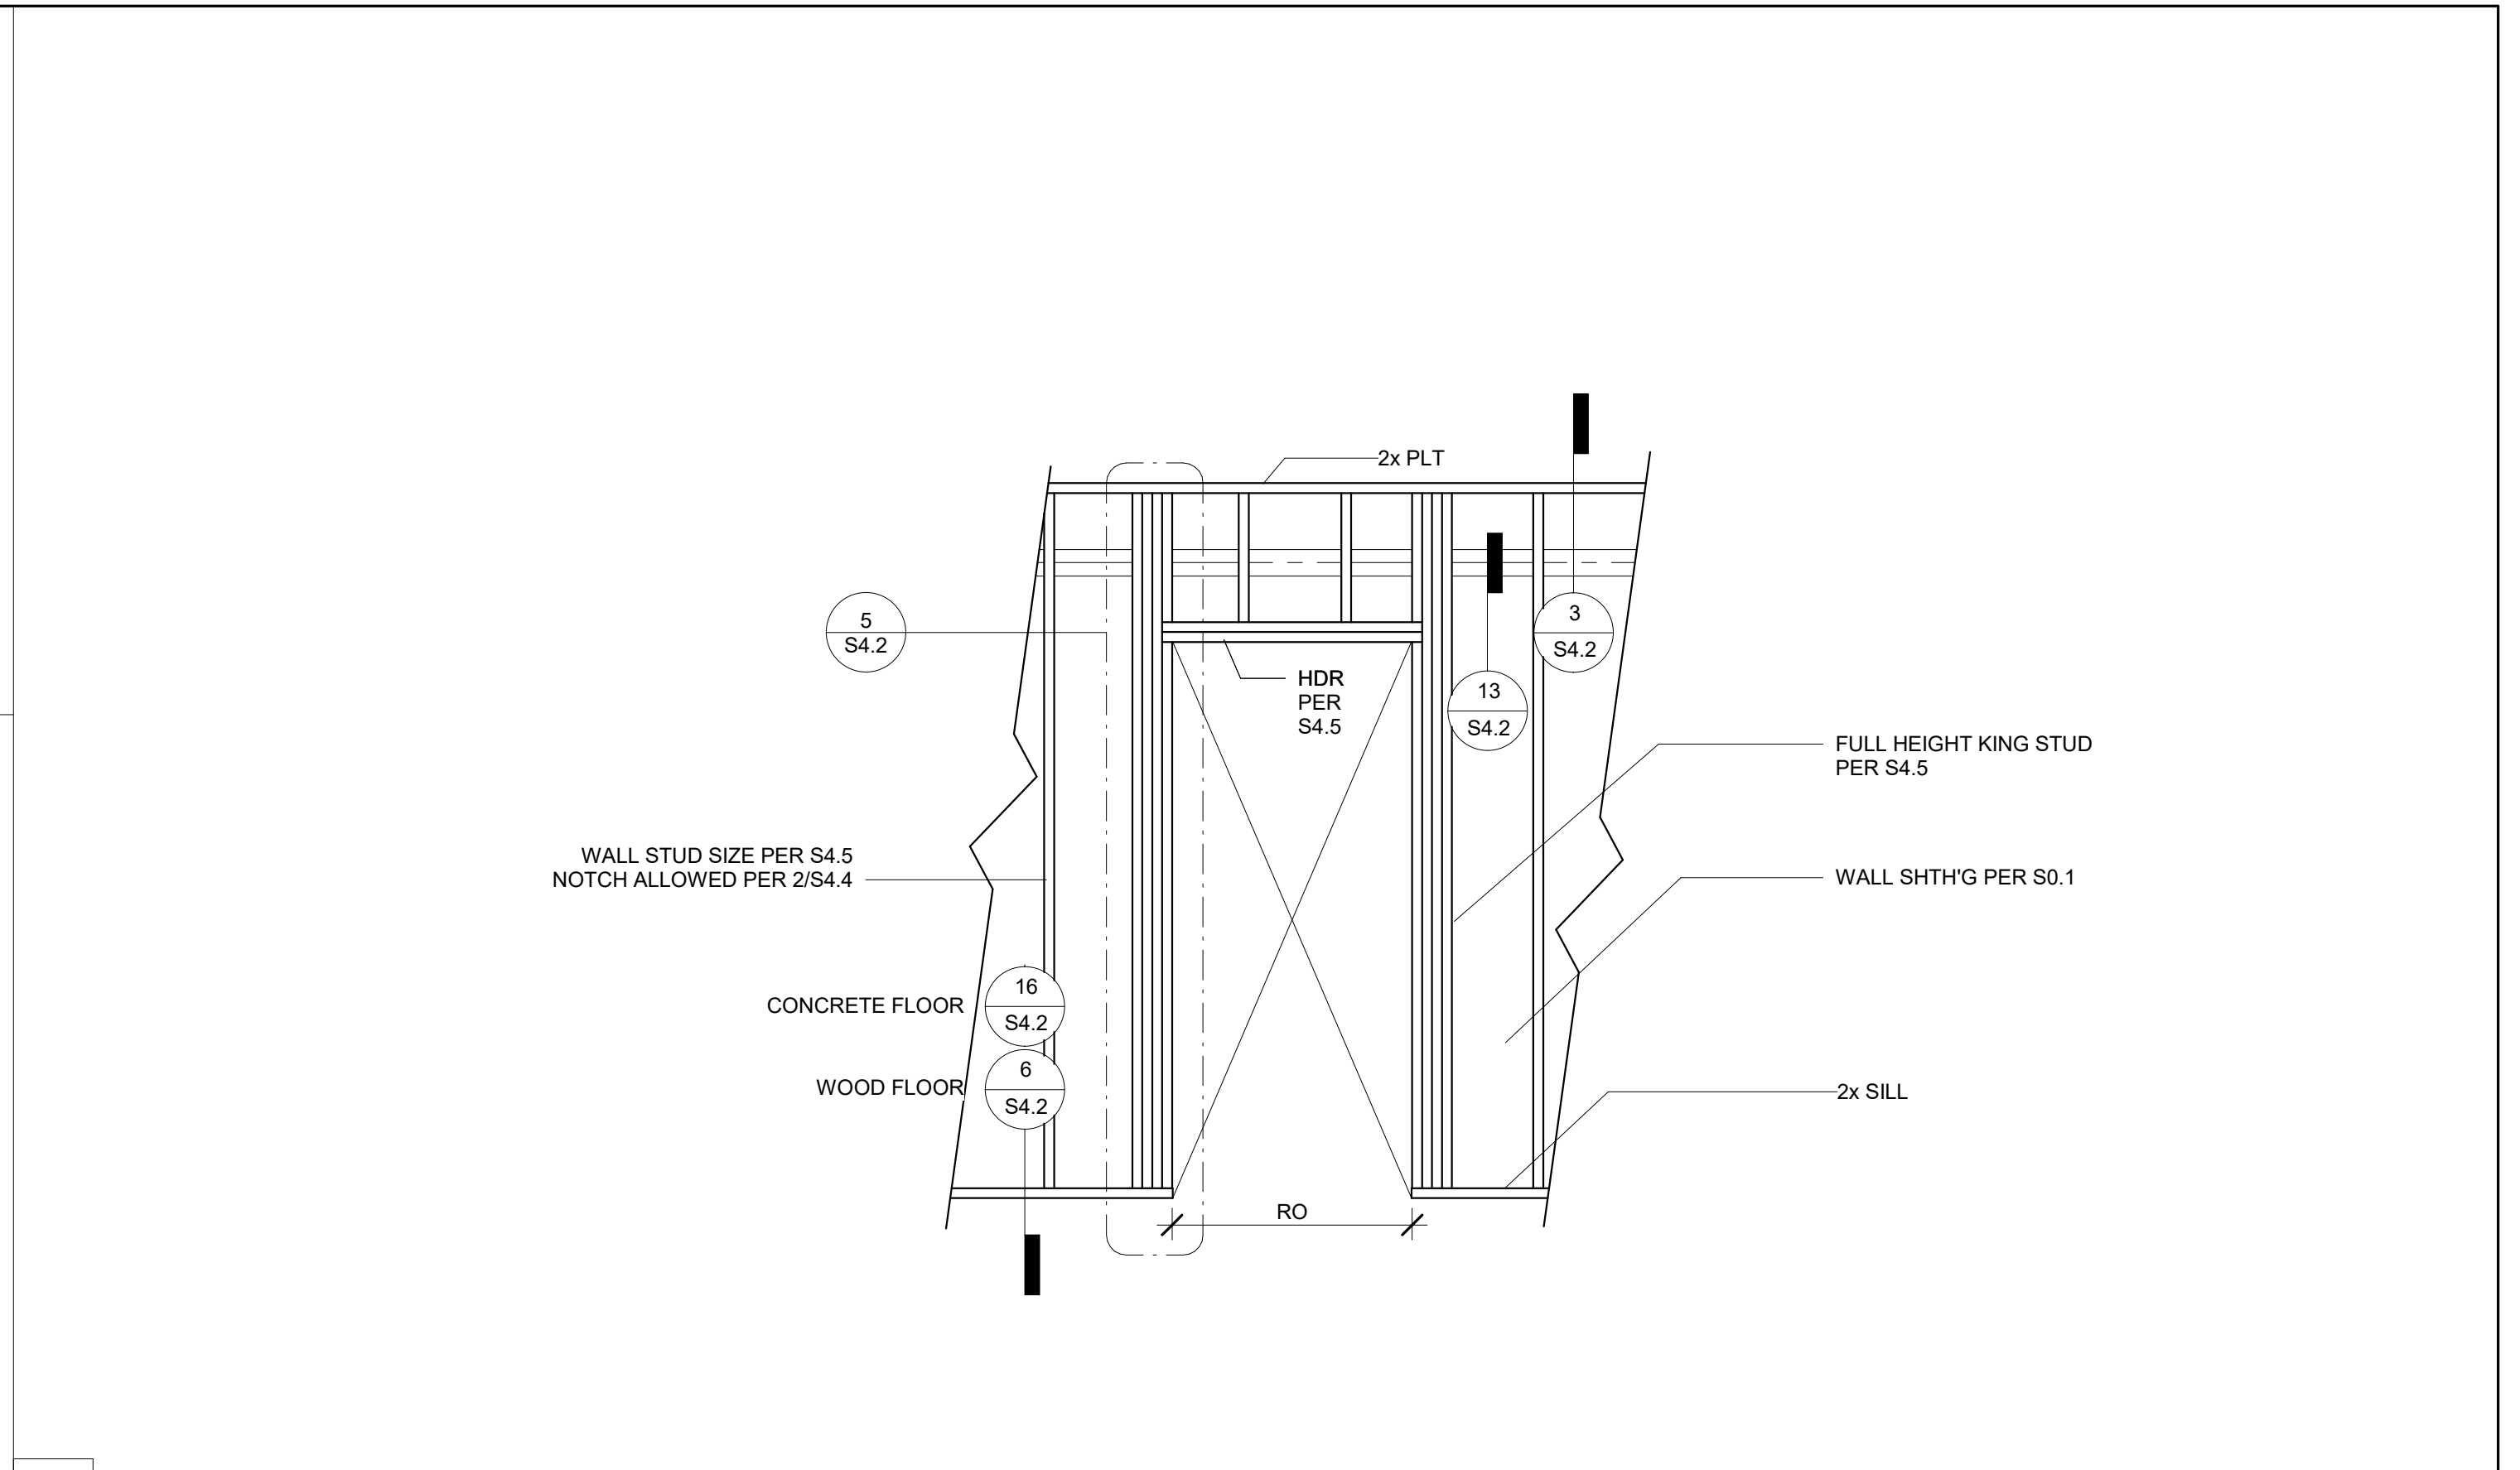 2x PLT
5
S4.2
3
S4.2
HDR
PER
S4.5
13
S4.2
FULL HEIGHT KING STUD
PER S4.5
WALL STUD SIZE PER S4.5
NOTCH ALLOWED PER 2/S4.4
WALL SHTH'G PER S0.1
CONCRETE FLOOR
16
S4.2
WOOD FLOOR
6
S4.2
2x SILL
RO